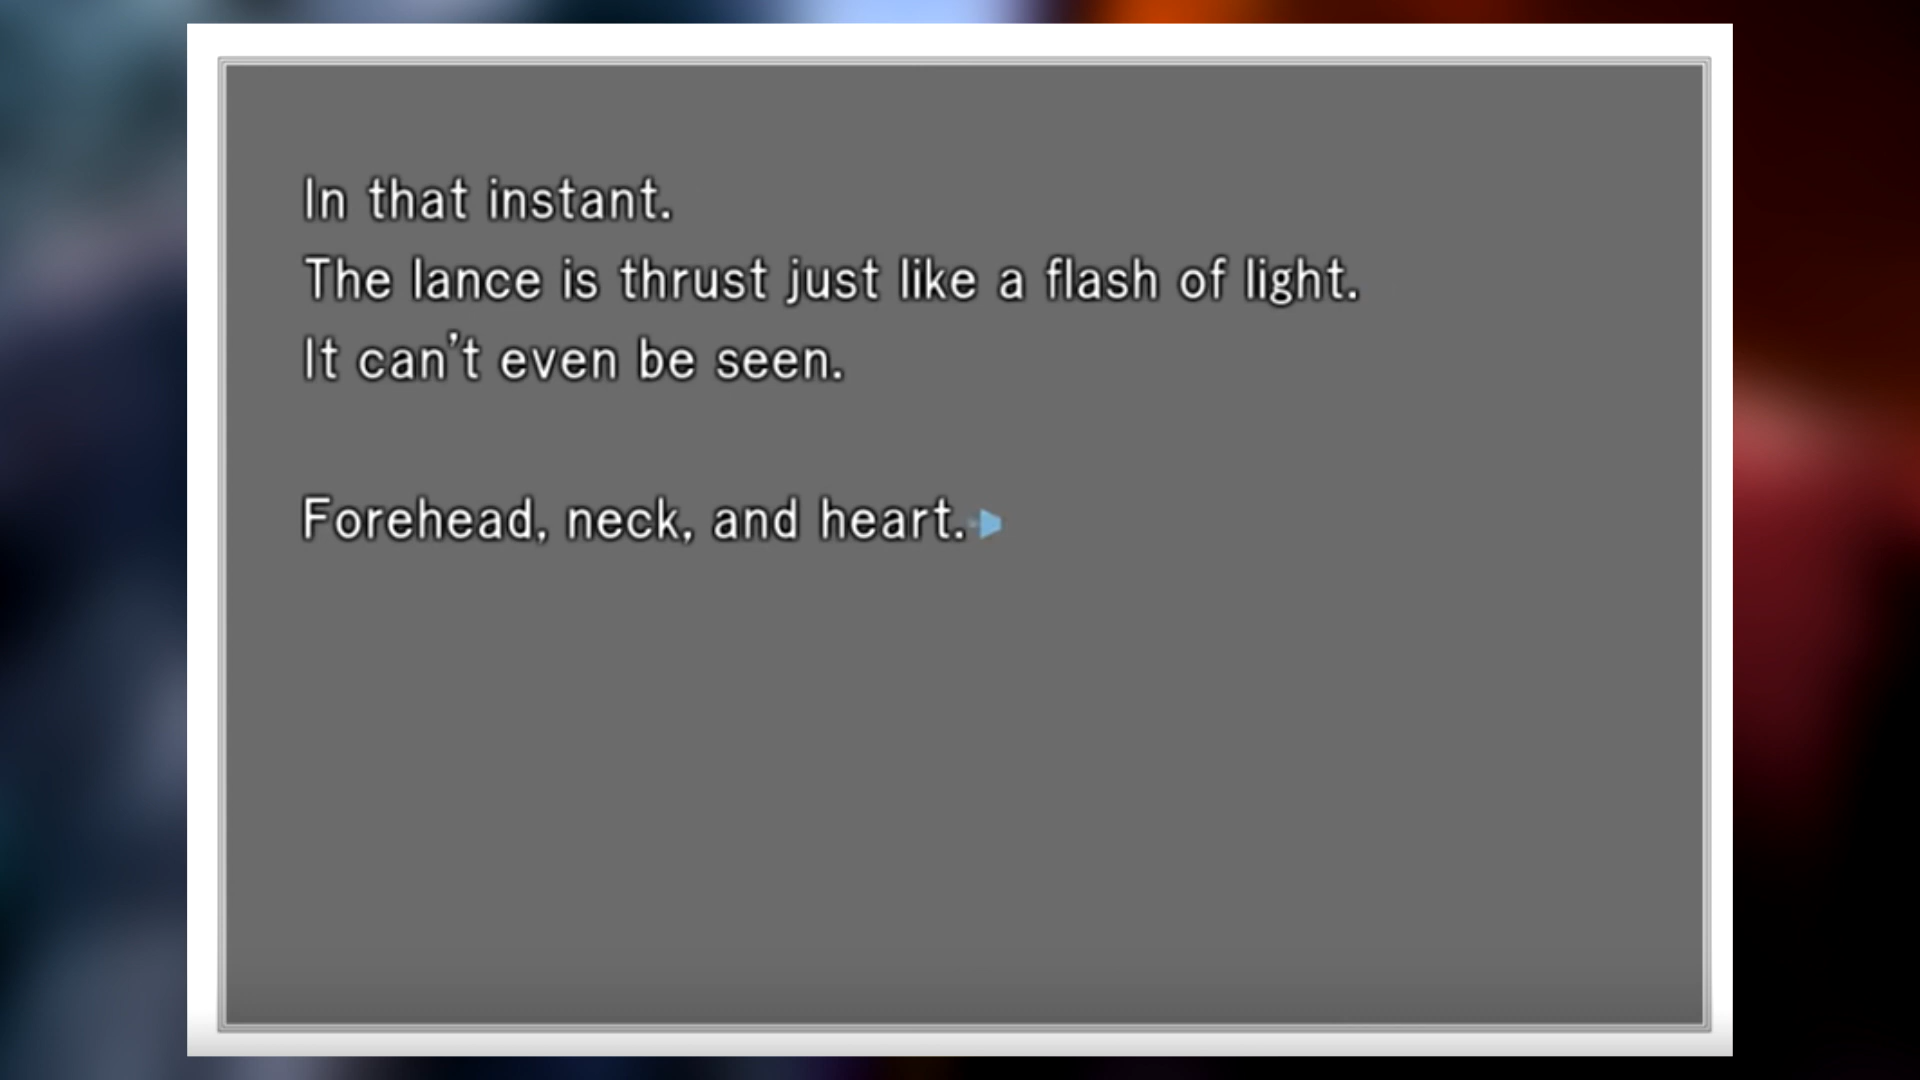 In that instant.
The lance is thrust just like a flash of light.
It can't even be seen.
Forehead, neck, and heart.